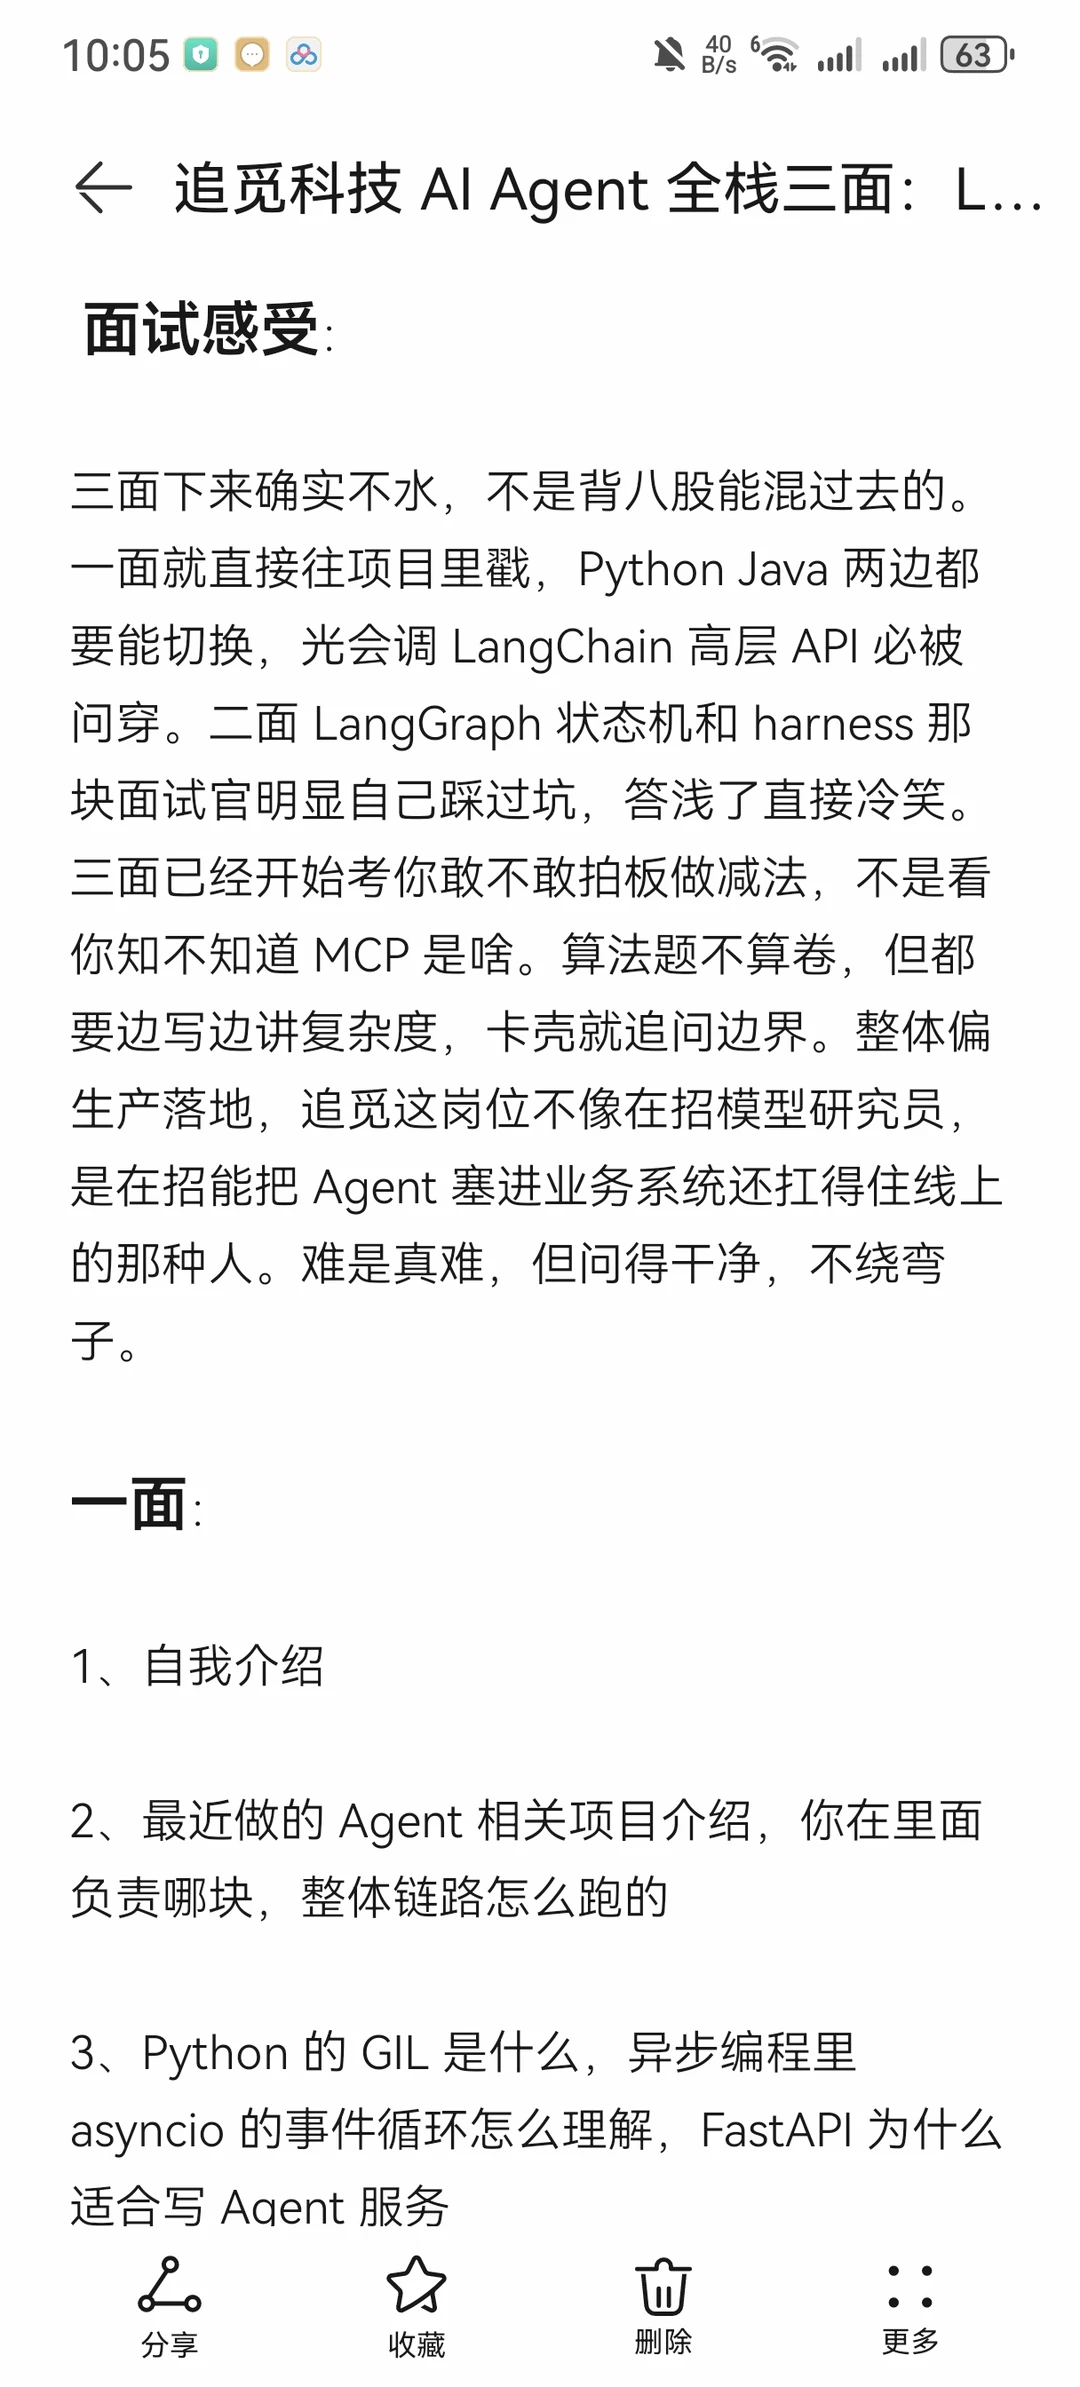 10:05
40
B/s
6
63
追觅科技 AI Agent 全栈三面：L...
面试感受：
三面下来确实不水，不是背八股能混过去的。
一面就直接往项目里戳，Python Java 两边都
要能切换，光会调 LangChain 高层 API 必被
问穿。二面 LangGraph 状态机和 harness 那
块面试官明显自己踩过坑，答浅了直接冷笑。
三面已经开始考你敢不敢拍板做减法，不是看
你知不知道 MCP 是啥。算法题不算卷，但都
要边写边讲复杂度，卡壳就追问边界。整体偏
生产落地，追觅这岗位不像在招模型研究员，
是在招能把 Agent 塞进业务系统还扛得住线上
的那种人。难是真难，但问得干净，不绕弯
子。
一面：
1、自我介绍
2、最近做的 Agent 相关项目介绍，你在里面
负责哪块，整体链路怎么跑的
3、Python 的 GIL 是什么，异步编程里
asyncio 的事件循环怎么理解，FastAPI 为什么
适合写 Agent 服务
分享
收藏
删除
更多